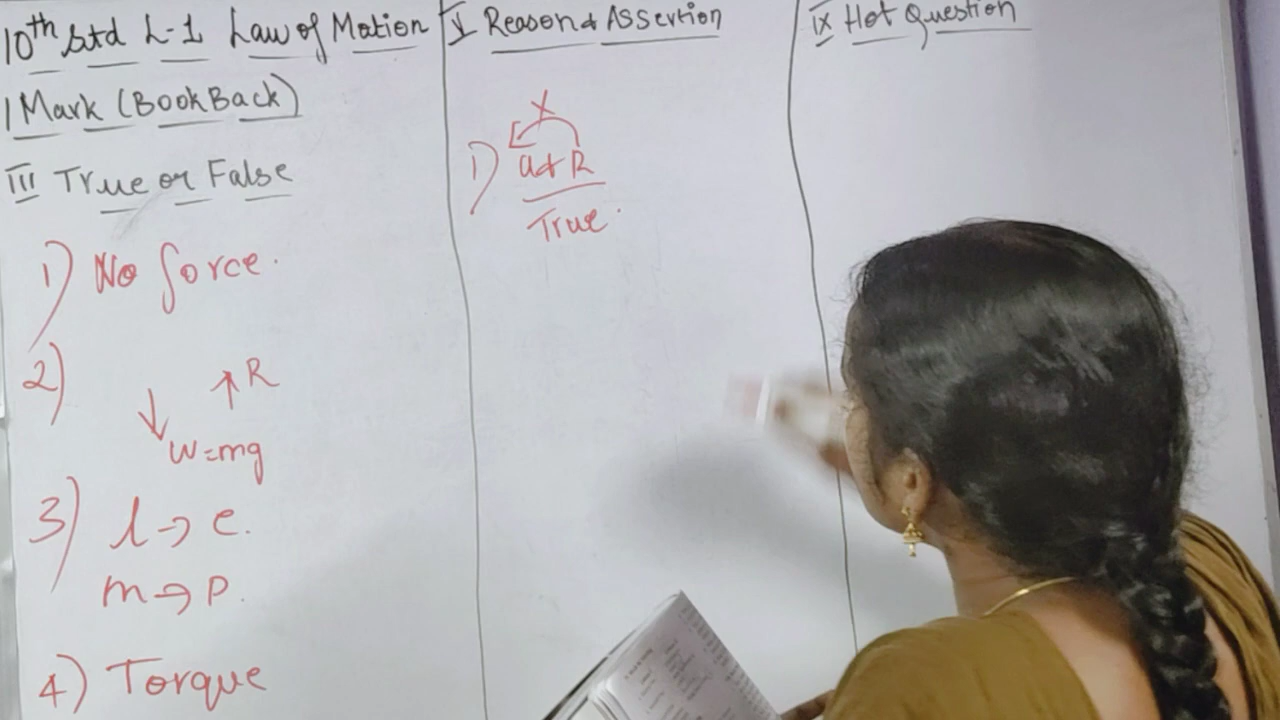 10th Std L-1 Law of Motion
1 Mark (Book Back)
III True or False
1) No force.
2)
↑ R
↓ W=mg
3) l → e.
m → p.
4) Torque
V Reason & Assertion
X
1) a & R
True.
IX Hot Question